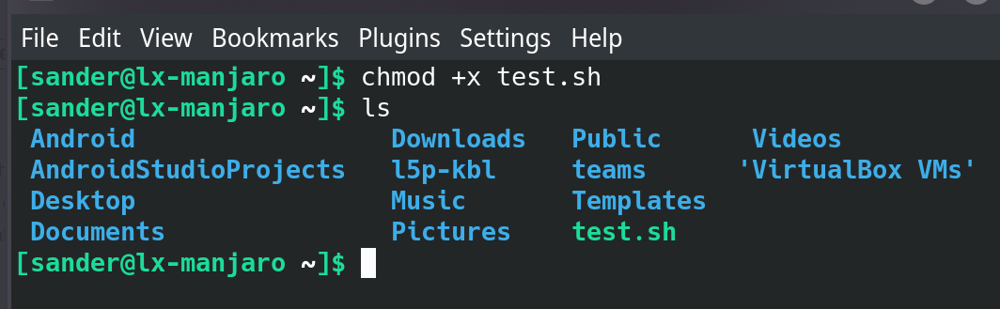 File Edit View Bookmarks Plugins Settings Help
[sander@lx-manjaro ~]$ chmod +x test.sh
[sander@lx-manjaro ~]$ ls
Android Downloads Public Videos
AndroidStudioProjects l5p-kbl teams 'VirtualBox VMs'
Desktop Music Templates
Documents Pictures test.sh
[sander@lx-manjaro ~]$